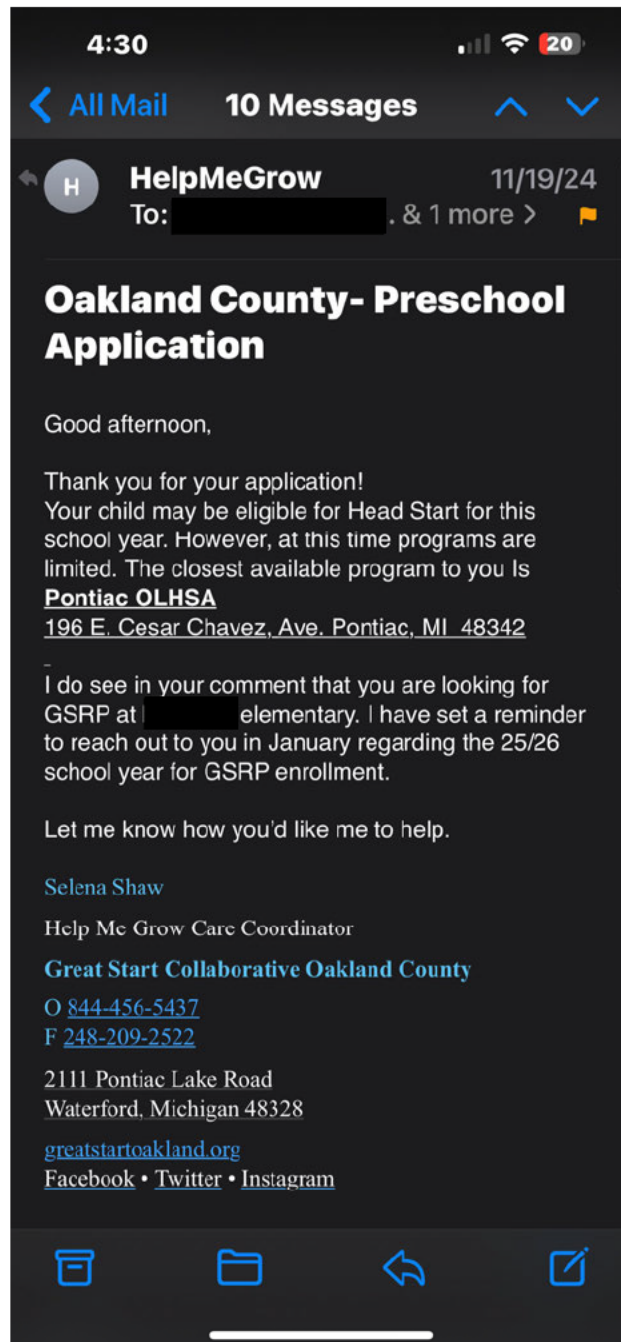 4:30
20
All Mail
10 Messages
H
HelpMeGrow
11/19/24
To: . & 1 more >
Oakland County- Preschool
Application
Good afternoon,
Thank you for your application!
Your child may be eligible for Head Start for this
school year. However, at this time programs are
limited. The closest available program to you Is
Pontiac OLHSA
196 E. Cesar Chavez, Ave. Pontiac, MI 48342
I do see in your comment that you are looking for
GSRP at elementary. I have set a reminder
to reach out to you in January regarding the 25/26
school year for GSRP enrollment.
Let me know how you'd like me to help.
Selena Shaw
Help Me Grow Care Coordinator
Great Start Collaborative Oakland County
O 844-456-5437
F 248-209-2522
2111 Pontiac Lake Road
Waterford, Michigan 48328
greatstartoakland.org
Facebook • Twitter • Instagram